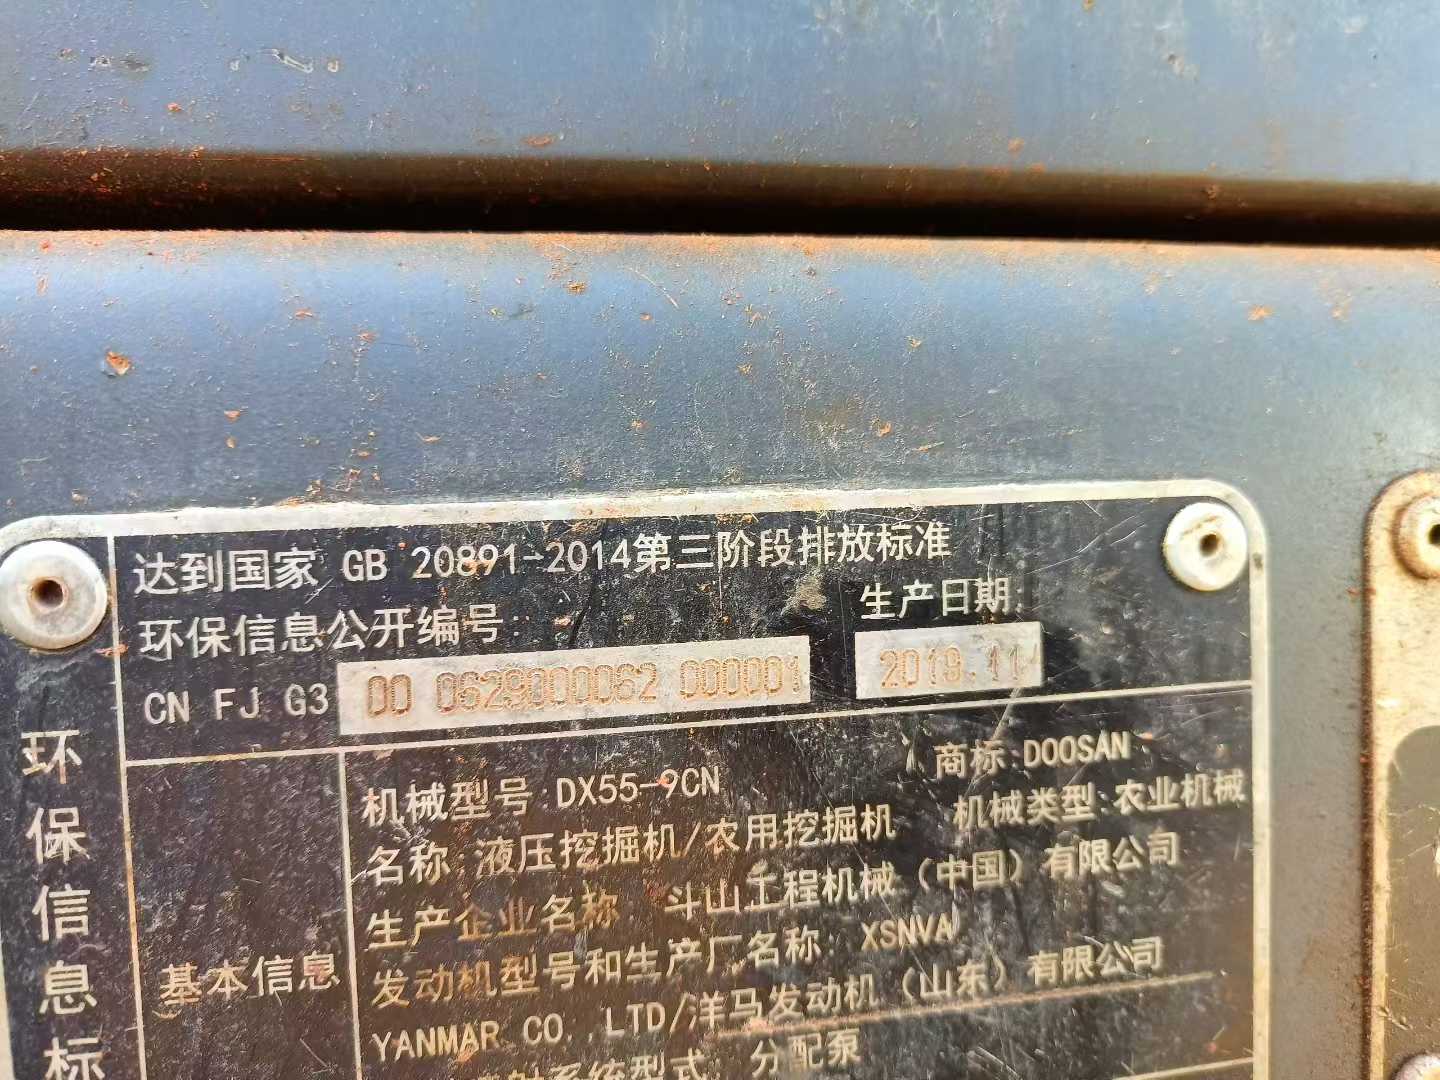 达到国家 GB 20891-2014第三阶段排放标准
环保信息公开编号:
生产日期:
CN FJ G3 00 0629000062 000001
2019.11
机械型号:DX55-9CN
商标:DOOSAN
名称:液压挖掘机/农用挖掘机
机械类型:农业机械
生产企业名称 斗山工程机械（中国）有限公司
基本信息
发动机型号和生产厂名称: XSNVA
YANMAR CO.,LTD/洋马发动机（山东）有限公司
射系统型式: 分配泵
环保信息标